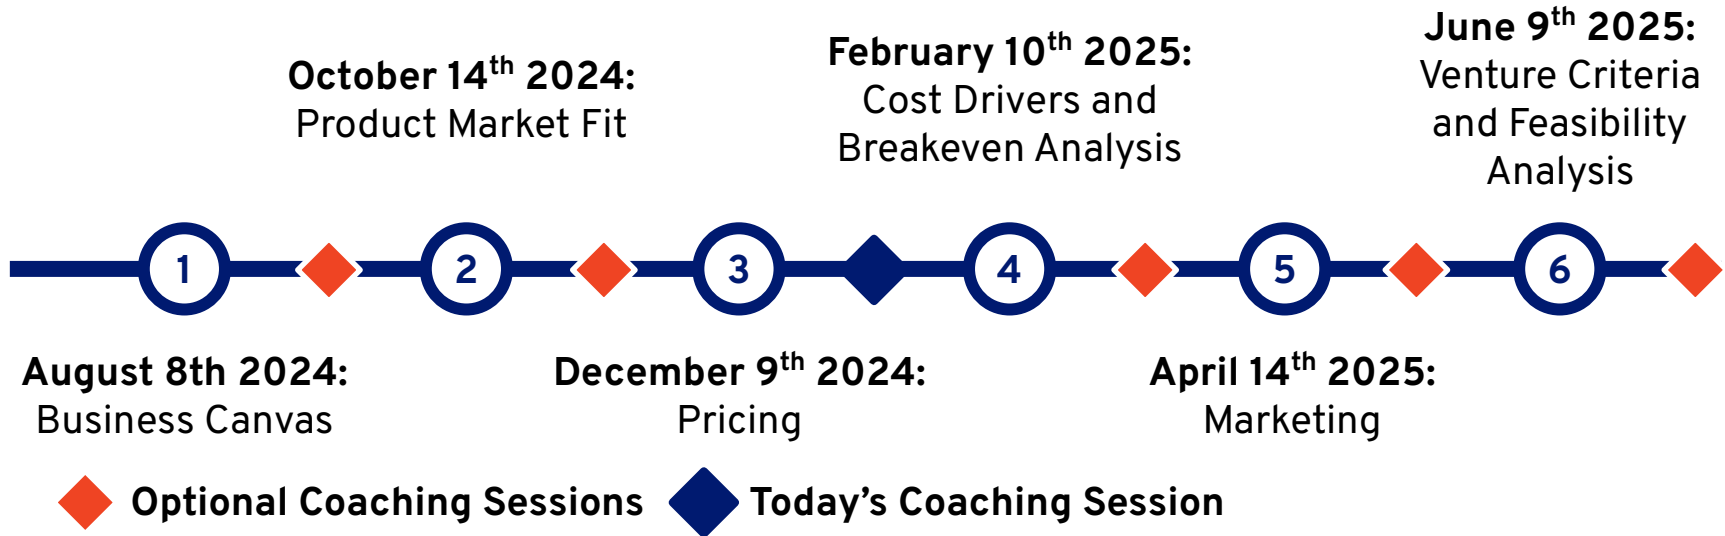 October 14th 2024:
Product Market Fit
February 10th 2025:
Cost Drivers and
Breakeven Analysis
June 9th 2025:
Venture Criteria
and Feasibility
Analysis
1
2
3
4
5
6
August 8th 2024:
Business Canvas
December 9th 2024:
Pricing
April 14th 2025:
Marketing
Optional Coaching Sessions
Today’s Coaching Session